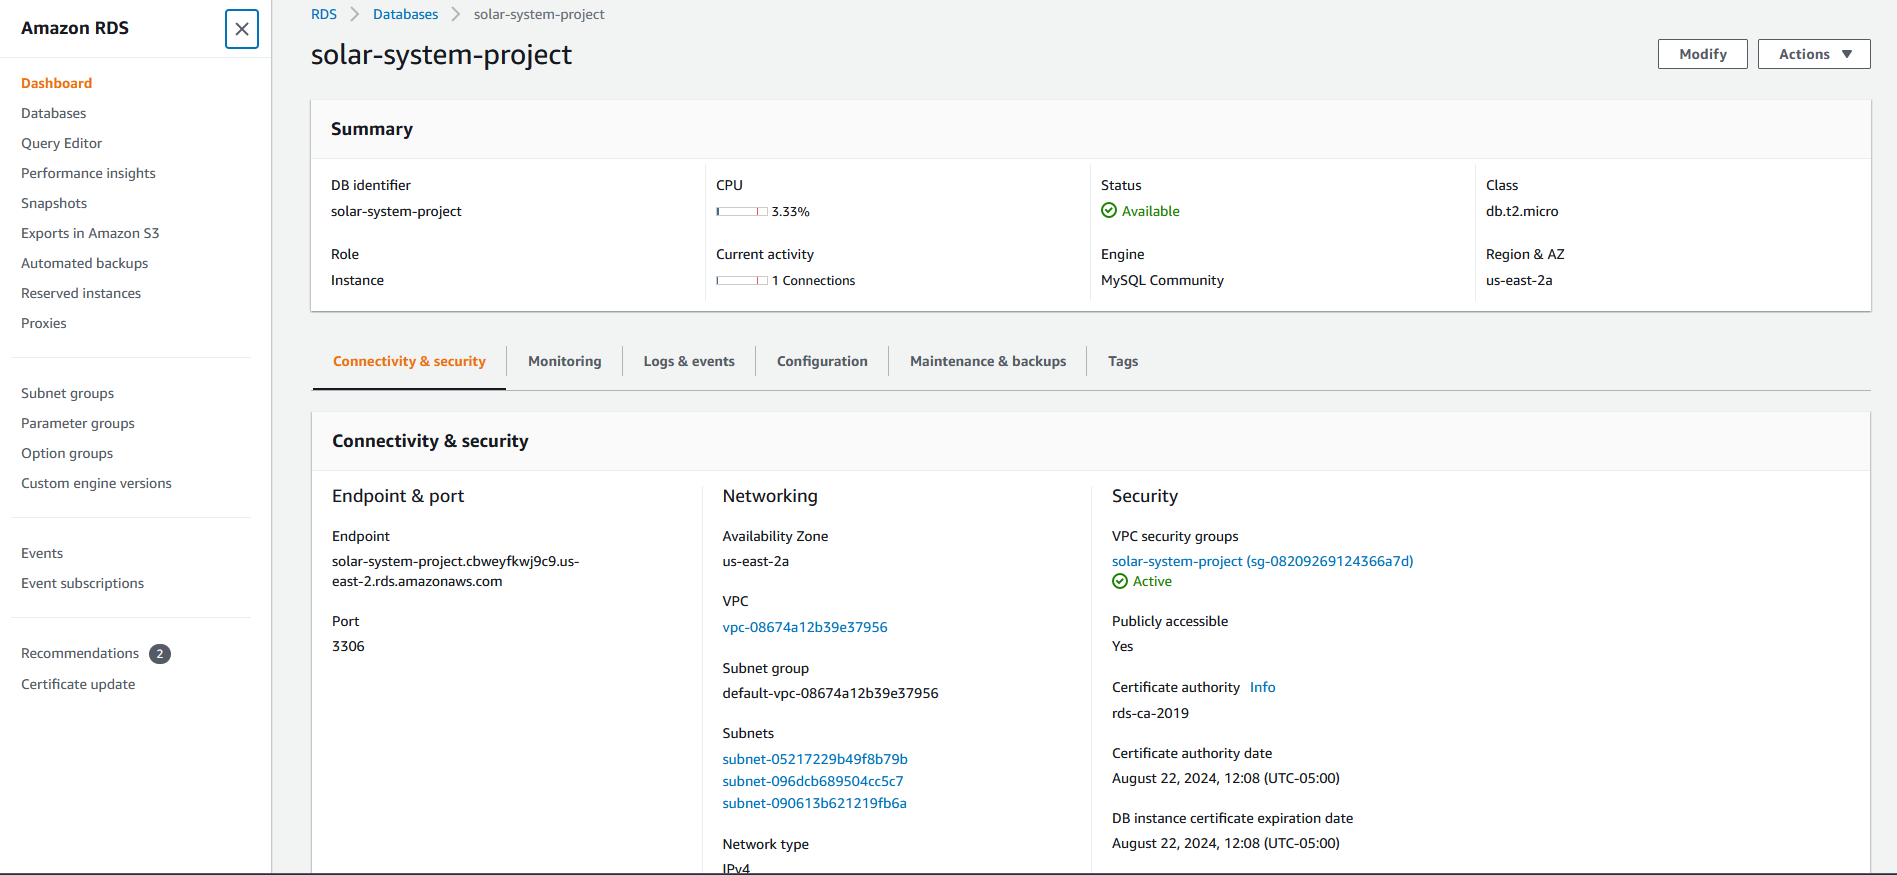 Amazon RDS
Dashboard
Databases
Query Editor
Performance insights
Snapshots
Exports in Amazon S3
Automated backups
Reserved instances
Proxies
Subnet groups
Parameter groups
Option groups
Custom engine versions
Events
Event subscriptions
Recommendations 2
Certificate update
RDS Databases solar-system-project
solar-system-project
Modify
Actions
Summary
DB identifier
solar-system-project
Role
Instance
CPU
3.33%
Current activity
1 Connections
Status
Available
Engine
MySQL Community
Class
db.t2.micro
Region & AZ
us-east-2a
Connectivity & security
Monitoring
Logs & events
Configuration
Maintenance & backups
Tags
Connectivity & security
Endpoint & port
Endpoint
solar-system-project.cbweyfkwj9c9.us-
east-2.rds.amazonaws.com
Port
3306
Networking
Availability Zone
us-east-2a
VPC
vpc-08674a12b39e37956
Subnet group
default-vpc-08674a12b39e37956
Subnets
subnet-05217229b49f8b79b
subnet-096dcb689504cc5c7
subnet-090613b621219fb6a
Network type
IPv4
Security
VPC security groups
solar-system-project (sg-08209269124366a7d)
Active
Publicly accessible
Yes
Certificate authority Info
rds-ca-2019
Certificate authority date
August 22, 2024, 12:08 (UTC-05:00)
DB instance certificate expiration date
August 22, 2024, 12:08 (UTC-05:00)